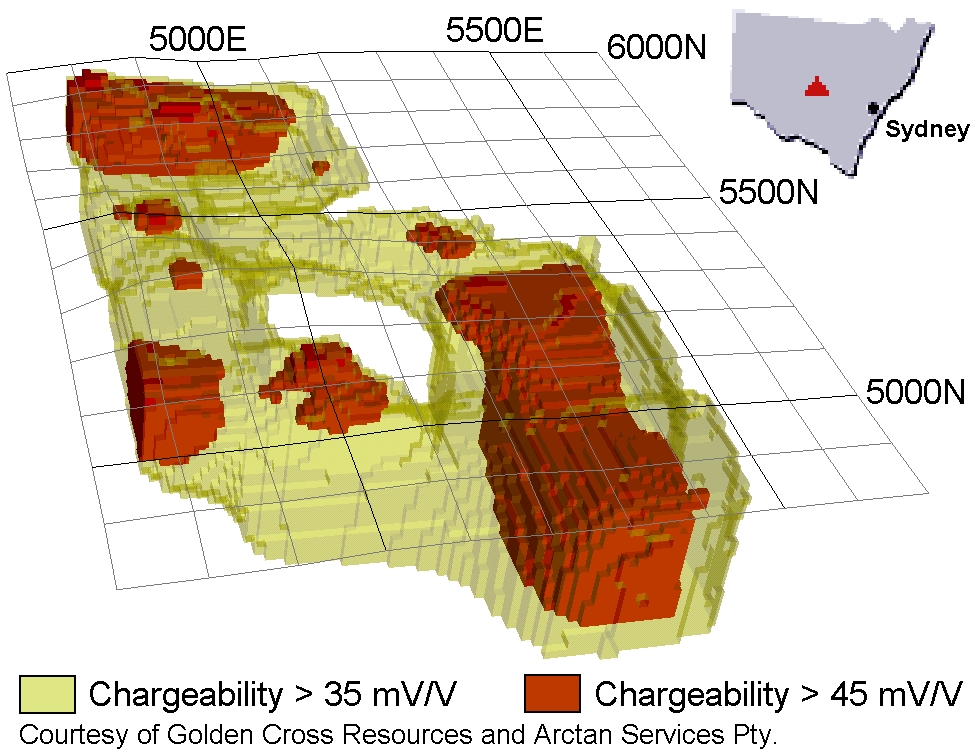 5000E
5500E
6000N
Sydney
5500N
5000N
Chargeability > 35 mV/V
Chargeability > 45 mV/V
Courtesy of Golden Cross Resources and Arctan Services Pty.